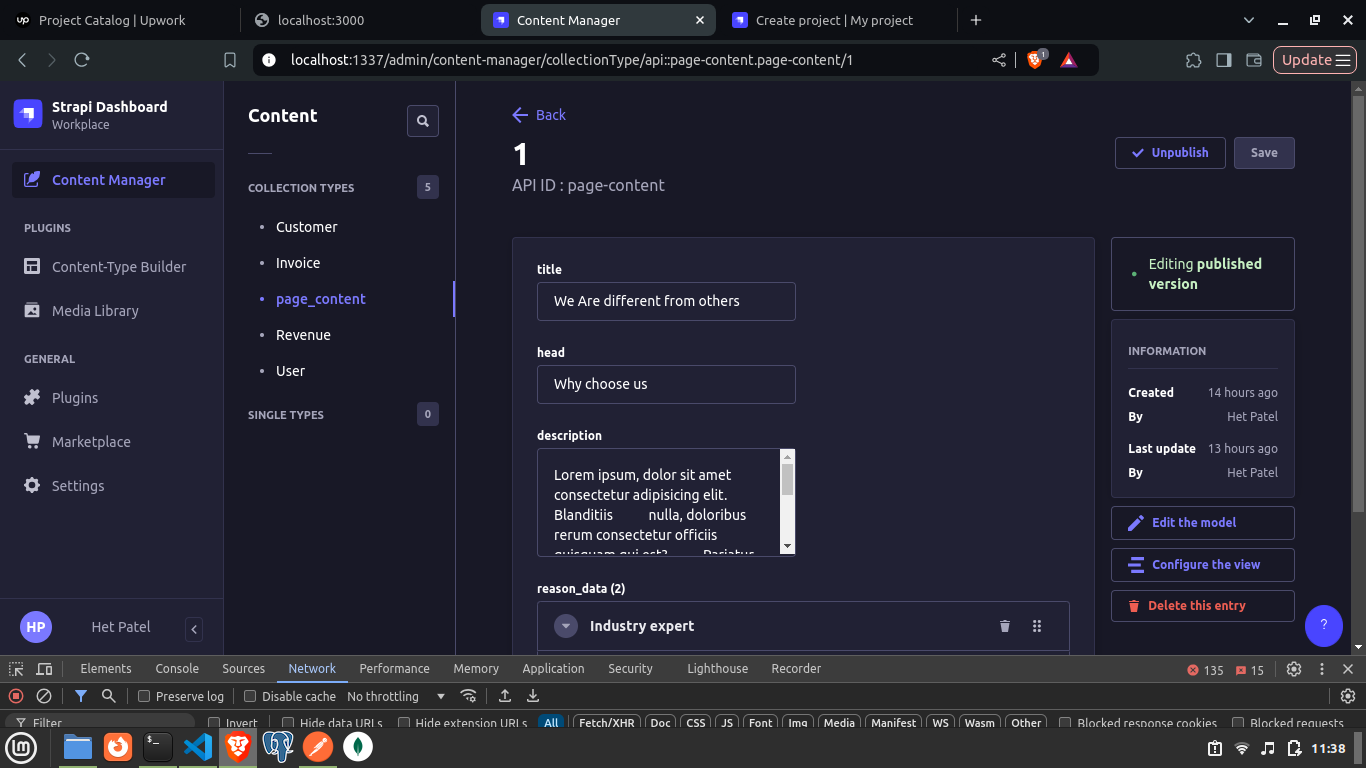 Project Catalog | Upwork
localhost:3000
Content Manager
Create project | My project
localhost:1337/admin/content-manager/collectionType/api::page-content.page-content/1
1
Update
Strapi Dashboard
Workplace
Content Manager
PLUGINS
Content-Type Builder
Media Library
GENERAL
Plugins
Marketplace
Settings
HP
Het Patel
Content
COLLECTION TYPES
5
Customer
Invoice
page_content
Revenue
User
SINGLE TYPES
0
Back
1
API ID : page-content
Unpublish
Save
title
We Are different from others
head
Why choose us
description
Lorem ipsum, dolor sit amet
consectetur adipisicing elit.
Blanditiis nulla, doloribus
rerum consectetur officiis
quisquam qui est? Pariatur
reason_data (2)
Industry expert
Editing published
version
INFORMATION
Created 14 hours ago
By Het Patel
Last update 13 hours ago
By Het Patel
Edit the model
Configure the view
Delete this entry
?
Elements
Console
Sources
Network
Performance
Memory
Application
Security
Lighthouse
Recorder
135
15
Preserve log
Disable cache
No throttling
Filter
Invert
Hide data URLs
Hide extension URLs
All
Fetch/XHR
Doc
CSS
JS
Font
Img
Media
Manifest
WS
Wasm
Other
Blocked response cookies
Blocked requests
11:38